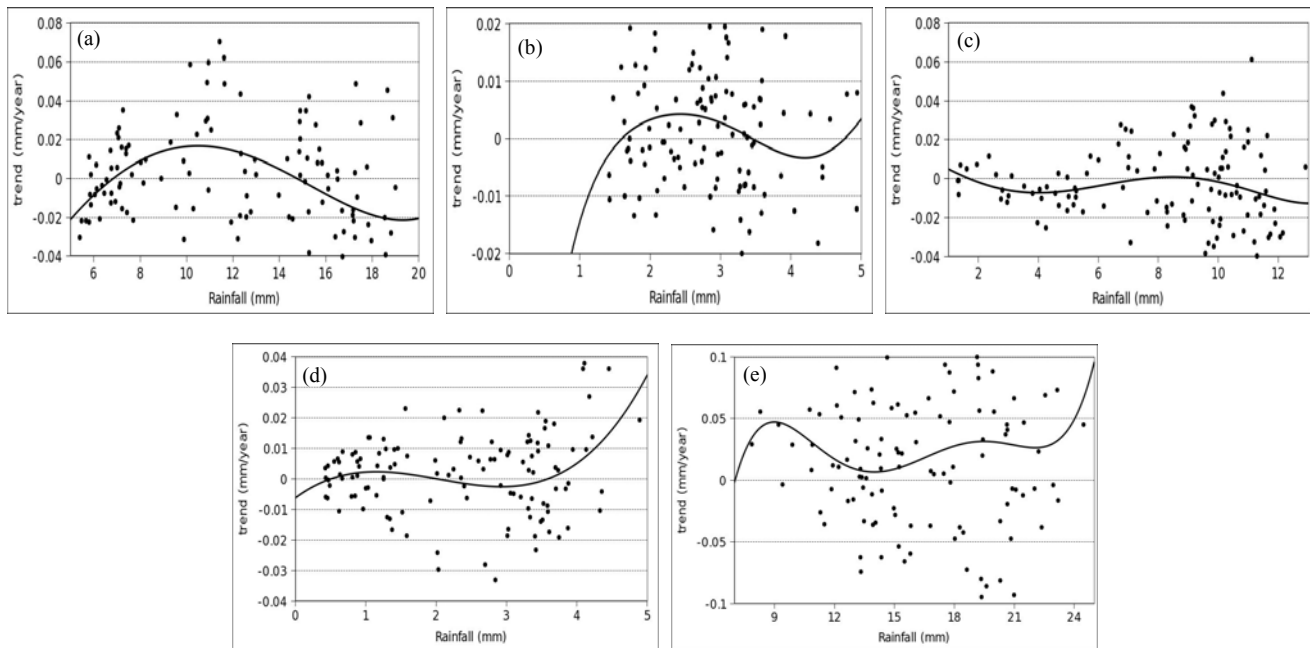 (a)
0.08
0.06
0.04
0.02
0
-0.02
-0.04
trend (mm/year)
6 8 10 12 14 16 18 20
Rainfall (mm)
(b)
0.02
0.01
0
-0.01
-0.02
trend (mm/year)
0 1 2 3 4 5
Rainfall (mm)
(c)
0.08
0.06
0.04
0.02
0
-0.02
-0.04
trend (mm/year)
2 4 6 8 10 12
Rainfall (mm)
(d)
0.04
0.03
0.02
0.01
0
-0.01
-0.02
-0.03
-0.04
trend (mm/year)
0 1 2 3 4 5
Rainfall (mm)
(e)
0.1
0.05
0
-0.05
-0.1
trend (mm/year)
9 12 15 18 21 24
Rainfall (mm)